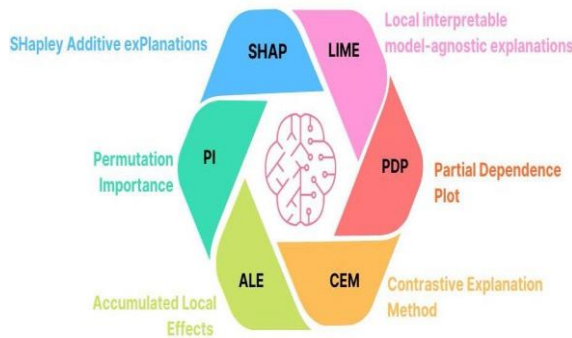 SHapley Additive exPlanations
SHAP
LIME
Local interpretable
model-agnostic explanations
Permutation
Importance
PI
PDP
Partial Dependence
Plot
Accumulated Local
Effects
ALE
CEM
Contrastive Explanation
Method